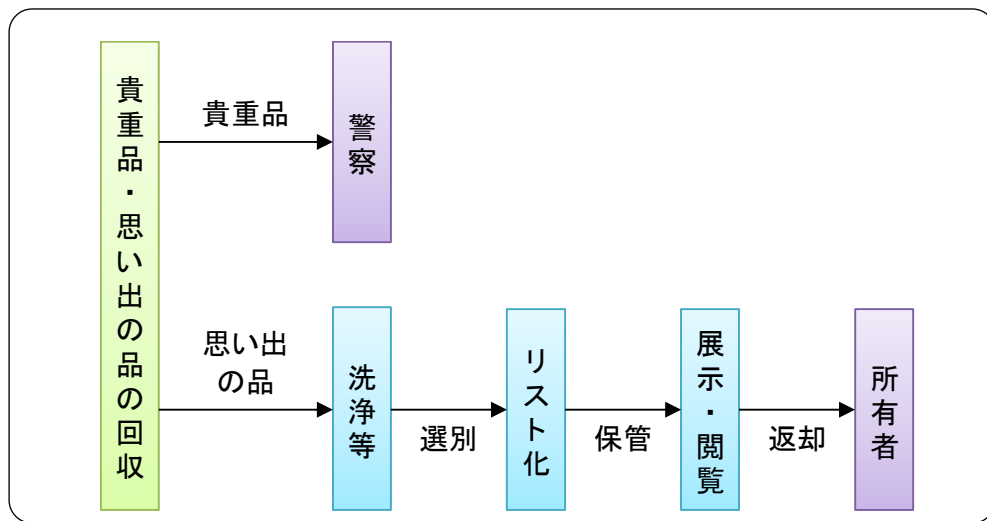 貴重品・思い出の品の回収
貴重品
警察
思い出
の品
洗浄等
選別
リスト化
保管
展示・閲覧
返却
所有者